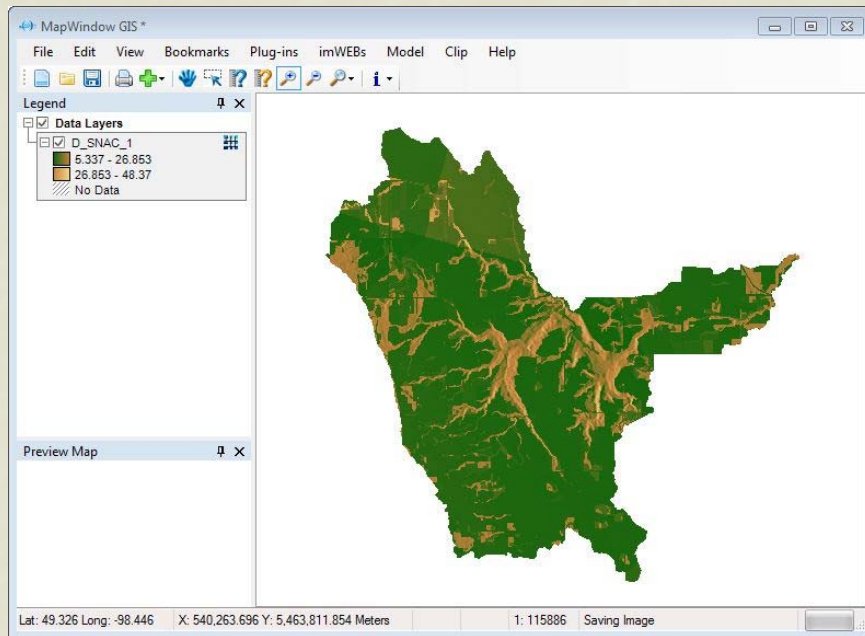 MapWindow GIS *
File Edit View Bookmarks Plug-ins imWEBs Model Clip Help
Legend
Data Layers
D_SNAC_1
5.337 - 26.853
26.853 - 48.37
No Data
Preview Map
Lat: 49.326 Long: -98.446 X: 540,263.696 Y: 5,463,811.854 Meters 1: 115886 Saving Image